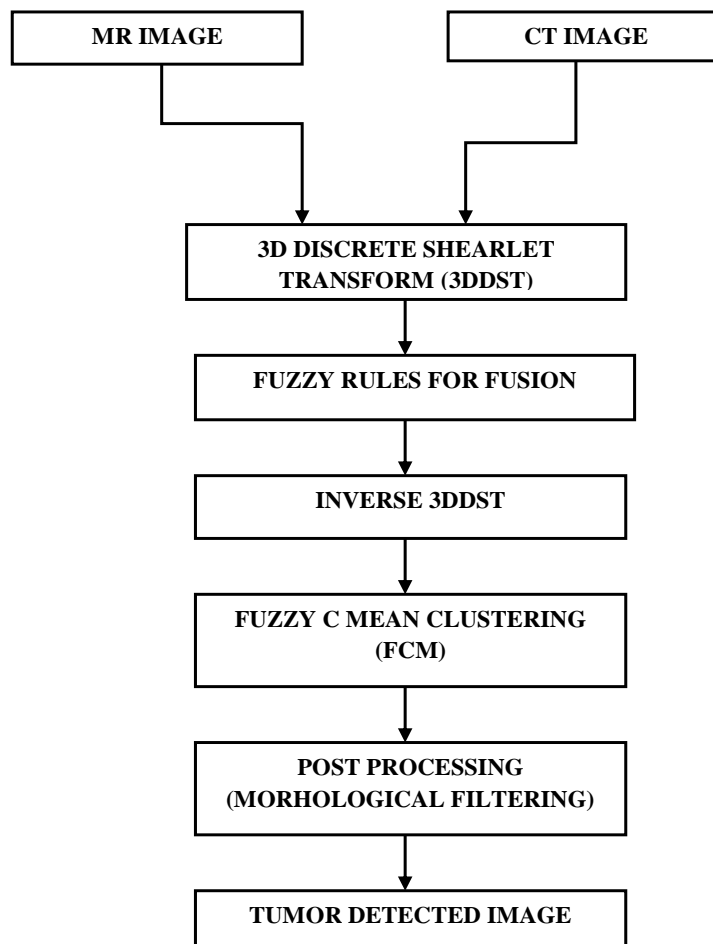 MR IMAGE
CT IMAGE
3D DISCRETE SHEARLET
TRANSFORM (3DDST)
FUZZY RULES FOR FUSION
INVERSE 3DDST
FUZZY C MEAN CLUSTERING
(FCM)
POST PROCESSING
(MORHOLOGICAL FILTERING)
TUMOR DETECTED IMAGE